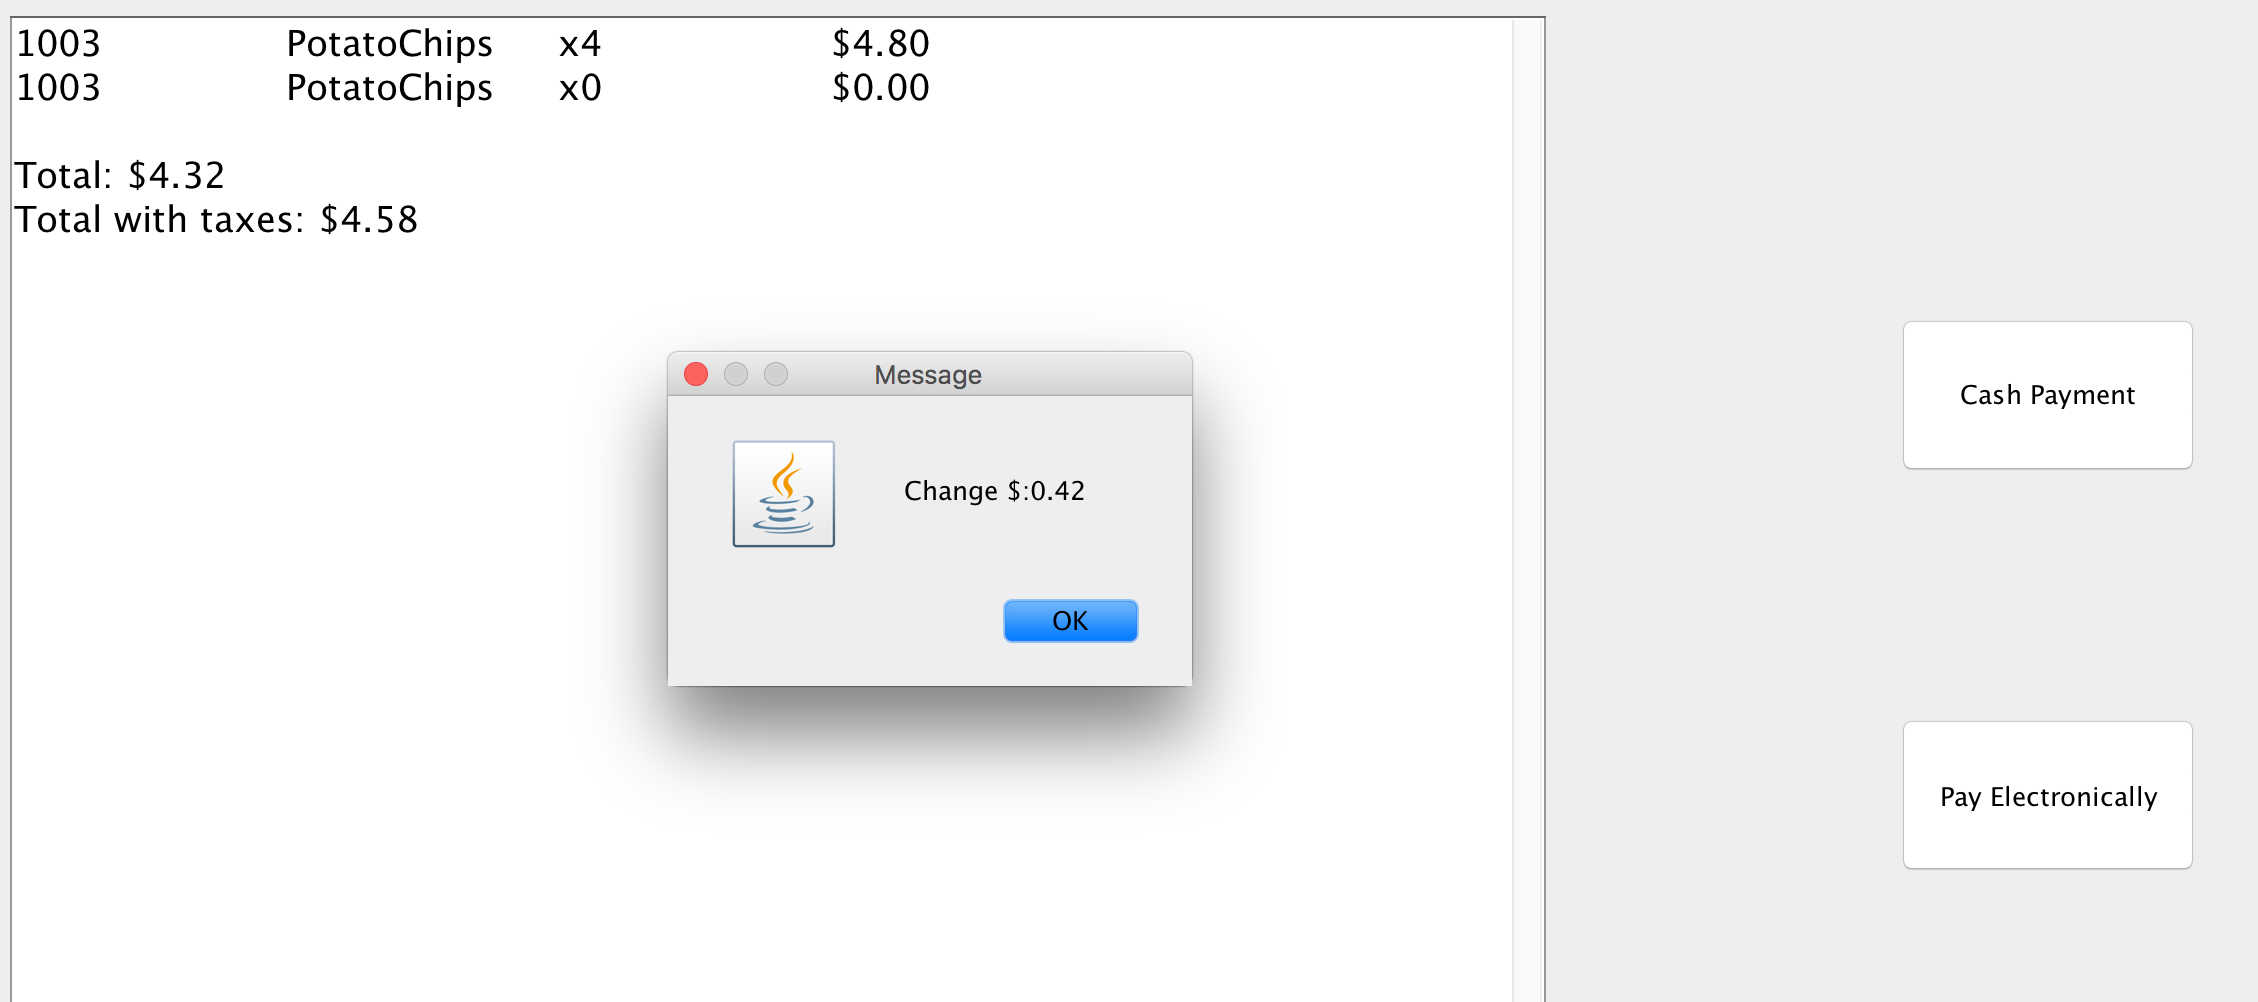 1003 PotatoChips x4 $4.80
1003 PotatoChips x0 $0.00
Total: $4.32
Total with taxes: $4.58
Message
Change $:0.42
OK
Cash Payment
Pay Electronically